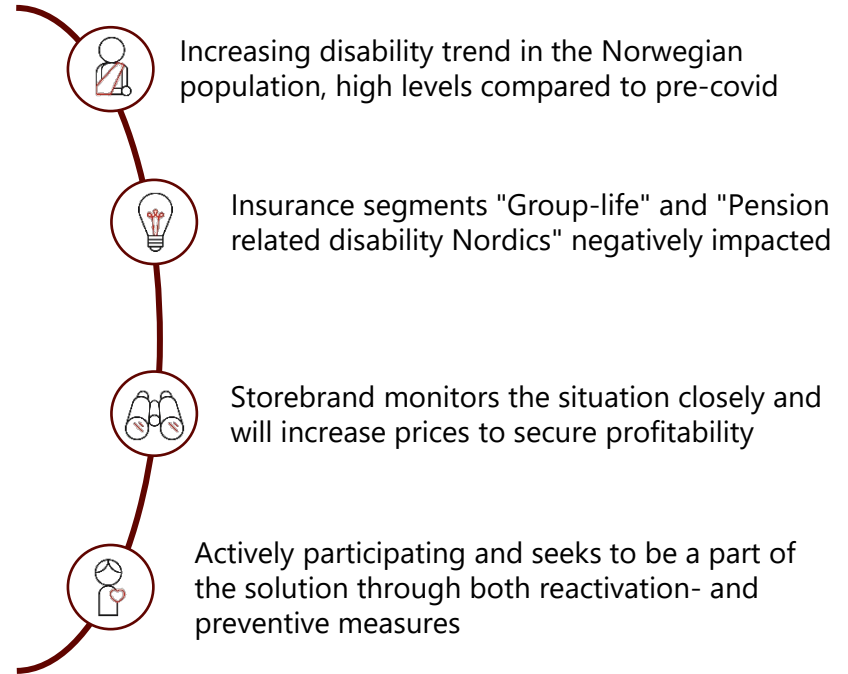 Increasing disability trend in the Norwegian
population, high levels compared to pre-covid
Insurance segments "Group-life" and "Pension
related disability Nordics" negatively impacted
Storebrand monitors the situation closely and
will increase prices to secure profitability
Actively participating and seeks to be a part of
the solution through both reactivation- and
preventive measures